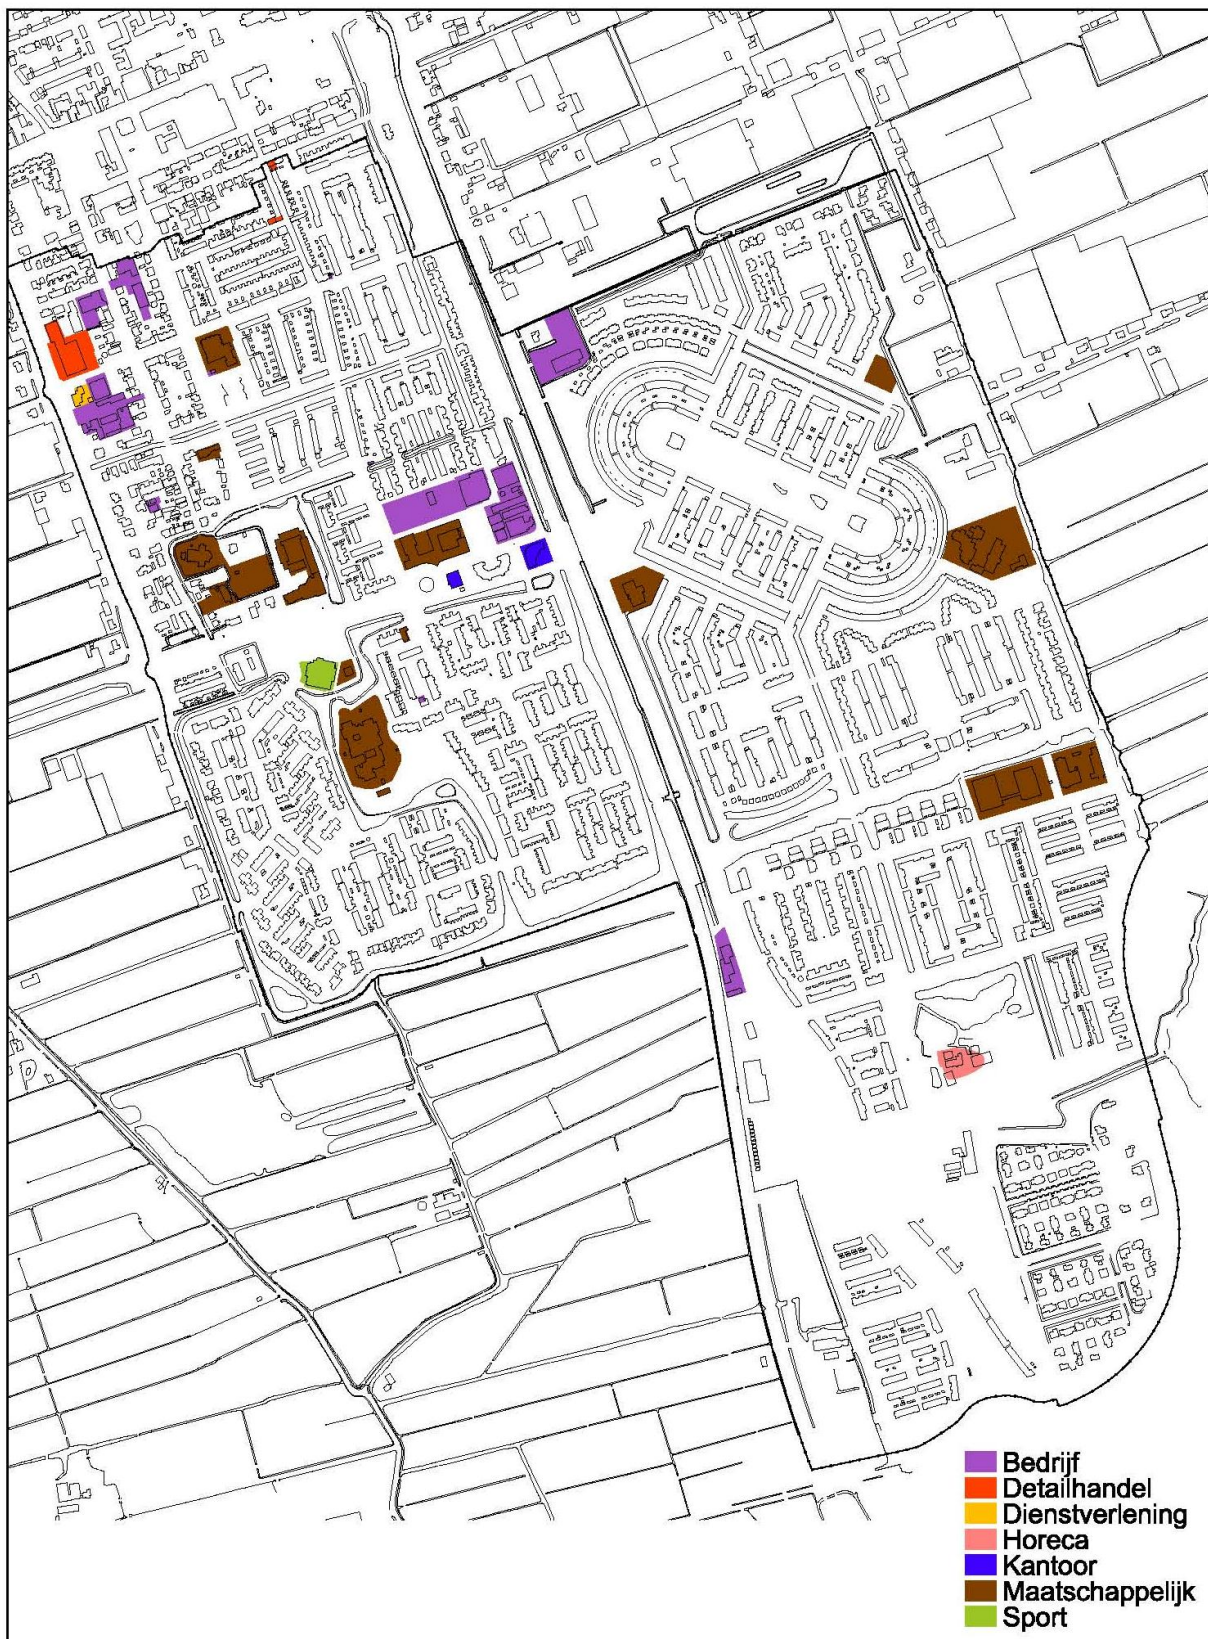 Bedrijf
Detailhandel
Dienstverlening
Horeca
Kantoor
Maatschappelijk
Sport